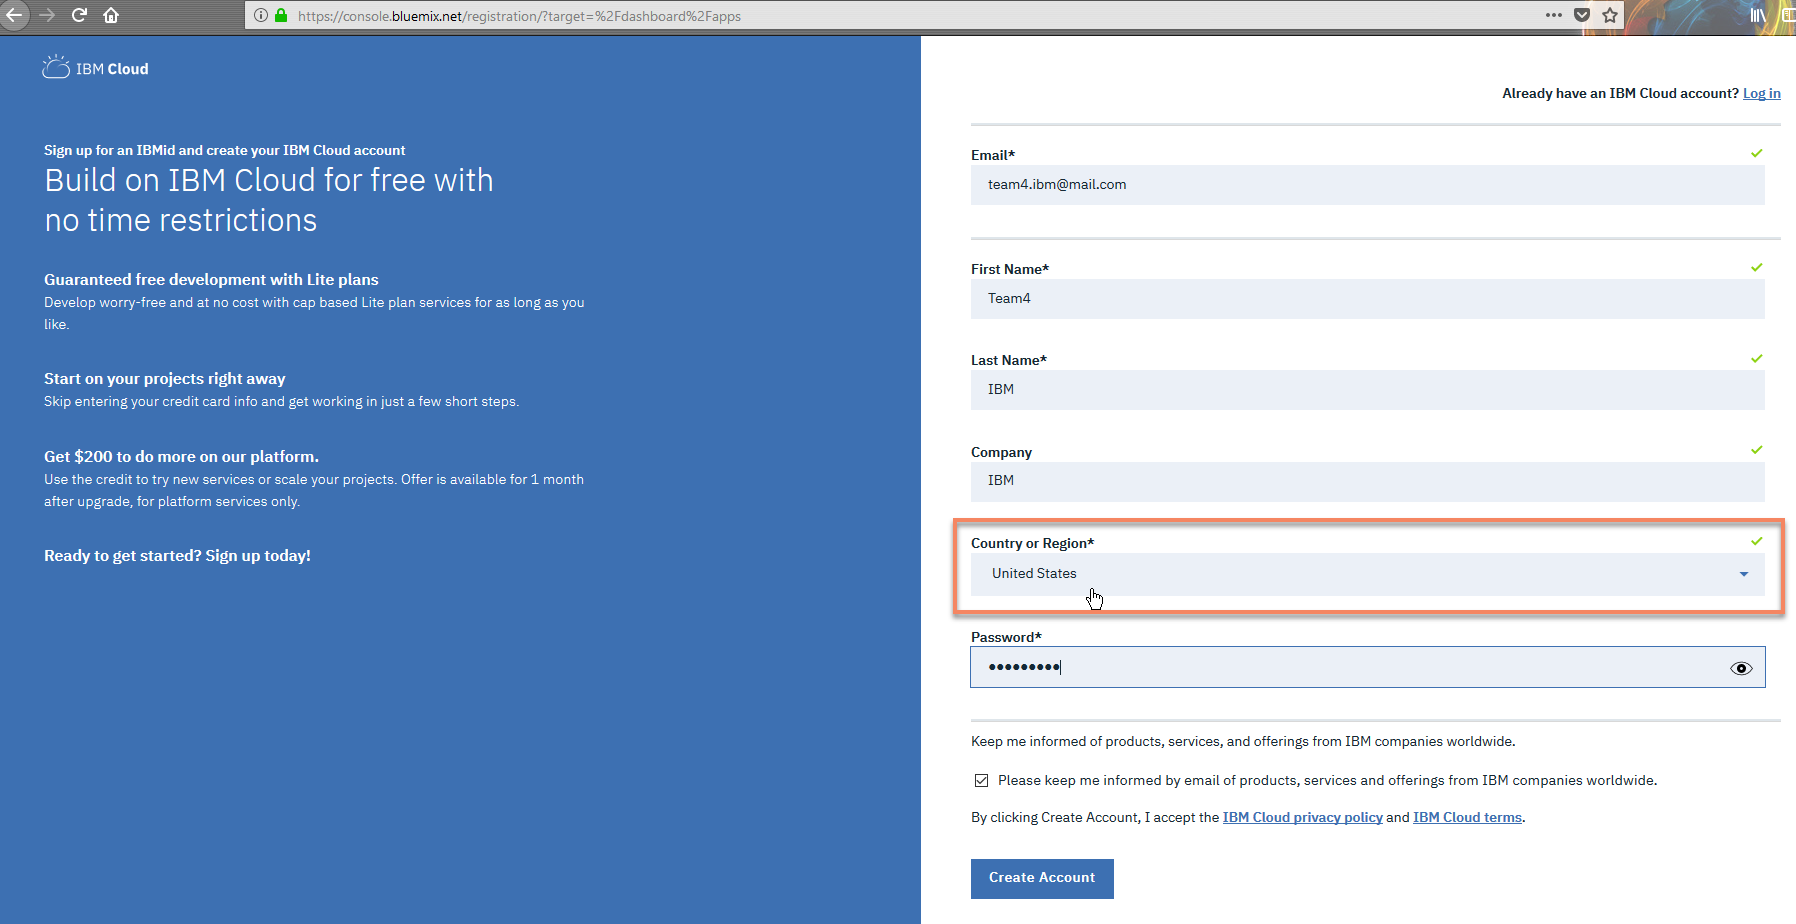 https://console.bluemix.net/registration/?target=%2Fdashboard%2Fapps
IBM Cloud
Sign up for an IBMid and create your IBM Cloud account
Build on IBM Cloud for free with
no time restrictions
Guaranteed free development with Lite plans
Develop worry-free and at no cost with cap based Lite plan services for as long as you
like.
Start on your projects right away
Skip entering your credit card info and get working in just a few short steps.
Get $200 to do more on our platform.
Use the credit to try new services or scale your projects. Offer is available for 1 month
after upgrade, for platform services only.
Ready to get started? Sign up today!
Already have an IBM Cloud account? Log in
Email*
team4.ibm@mail.com
First Name*
Team4
Last Name*
IBM
Company
IBM
Country or Region*
United States
Password*
•••••••••
Keep me informed of products, services, and offerings from IBM companies worldwide.
Please keep me informed by email of products, services and offerings from IBM companies worldwide.
By clicking Create Account, I accept the IBM Cloud privacy policy and IBM Cloud terms.
Create Account